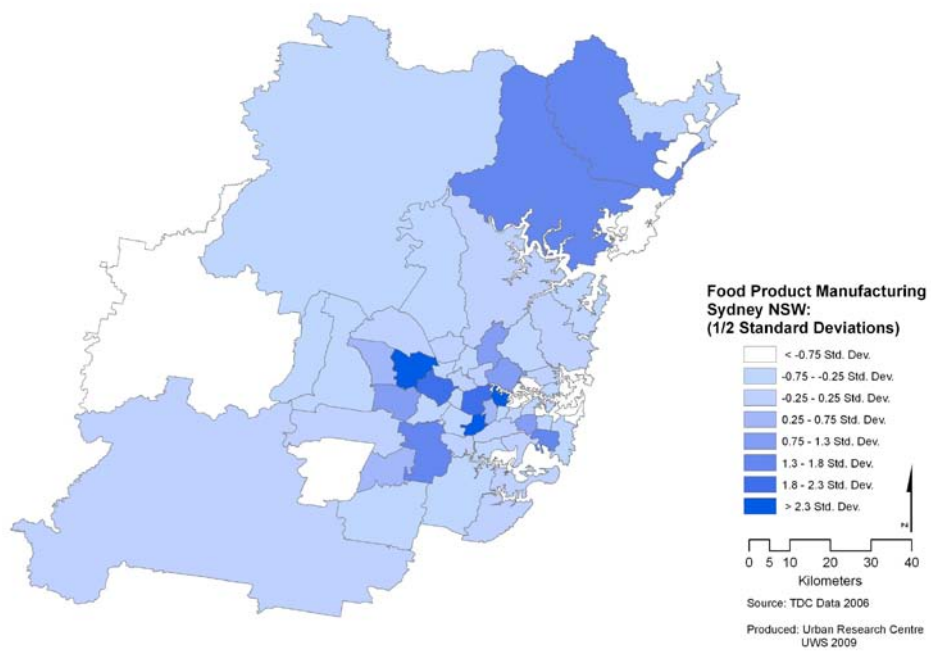 Food Product Manufacturing
Sydney NSW:
(1/2 Standard Deviations)
< -0.75 Std. Dev.
-0.75 - -0.25 Std. Dev.
-0.25 - 0.25 Std. Dev.
0.25 - 0.75 Std. Dev.
0.75 - 1.3 Std. Dev.
1.3 - 1.8 Std. Dev.
1.8 - 2.3 Std. Dev.
> 2.3 Std. Dev.
N
0 5 10 20 30 40
Kilometers
Source: TDC Data 2006
Produced: Urban Research Centre
UWS 2009